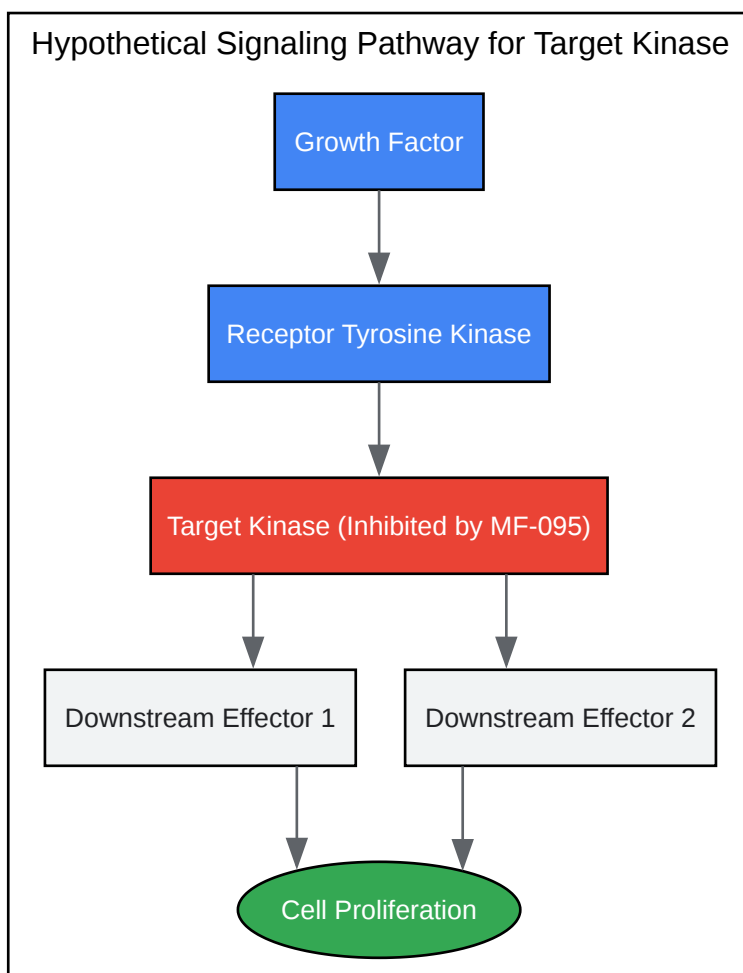 Hypothetical Signaling Pathway for Target Kinase
Growth Factor
Receptor Tyrosine Kinase
Target Kinase (Inhibited by MF-095)
Downstream Effector 1
Downstream Effector 2
Cell Proliferation